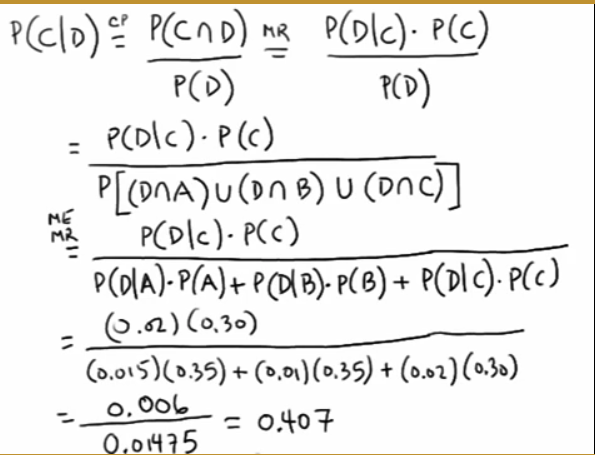 P(C|D) CP= P(C∩D)/P(D) MR= P(D|C)·P(C)/P(D)
= P(D|C)·P(C)/P[(D∩A)∪(D∩B)∪(D∩C)]
ME MR= P(D|C)·P(C)/P(D|A)·P(A)+P(D|B)·P(B)+P(D|C)·P(C)
= (0.02)(0.30)/(0.015)(0.35)+(0.01)(0.35)+(0.02)(0.30)
= 0.006/0.01475 = 0.407